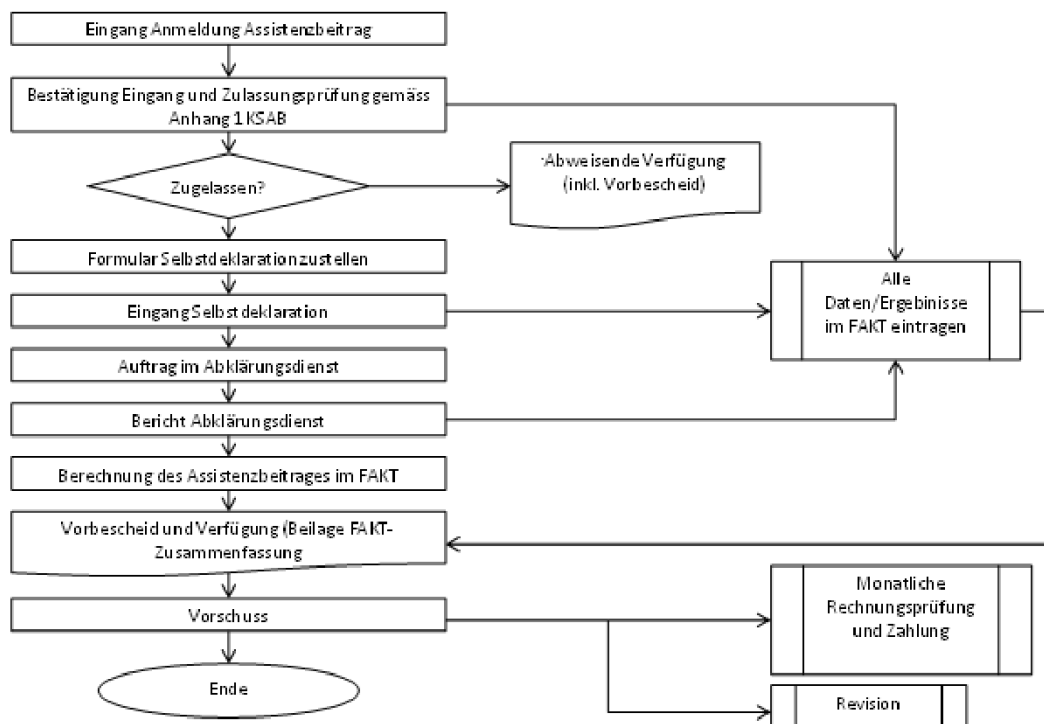 Eingang Anmeldung Assistenzbeitrag
Bestätigung Eingang und Zulassungsprüfung gemäss
Anhang 1 KSAB
Zugelassen?
Abweisende Verfügung
(inkl. Vorbescheid)
Formular Selbstdeklaration zustellen
Eingang Selbstdeklaration
Alle
Daten/Ergebnisse
im FAKT eintragen
Auftrag im Abklärungsdienst
Bericht Abklärungsdienst
Berechnung des Assistenzbeitrages im FAKT
Vorbescheid und Verfügung (Beilage FAKT-
Zusammenfassung
Vorschuss
Monatliche
Rechnungsprüfung
und Zahlung
Ende
Revision